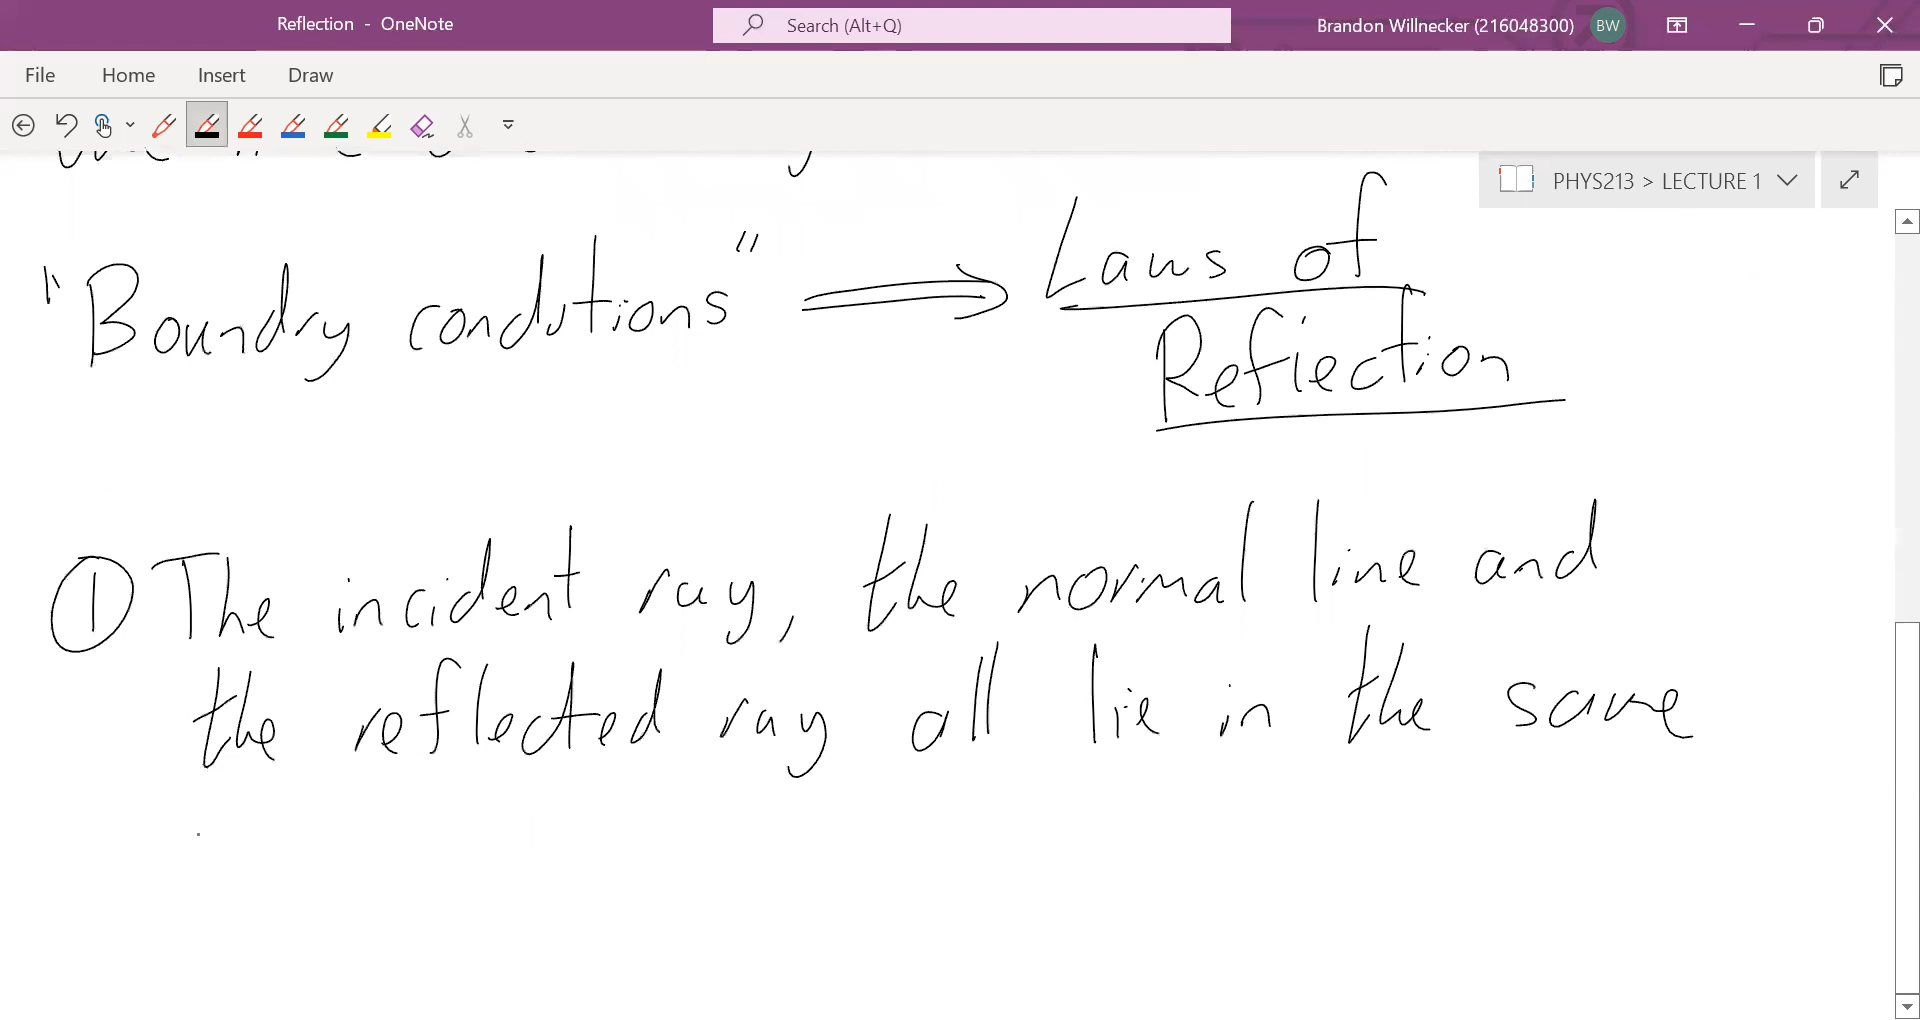 Reflection - OneNote
Search (Alt+Q)
Brandon Willnecker (216048300)
BW
File Home Insert Draw
PHYS213 > LECTURE 1
"Boundry conditions" ⟹ Laws of
Reflection
① The incident ray, the normal line and
the reflected ray all lie in the same